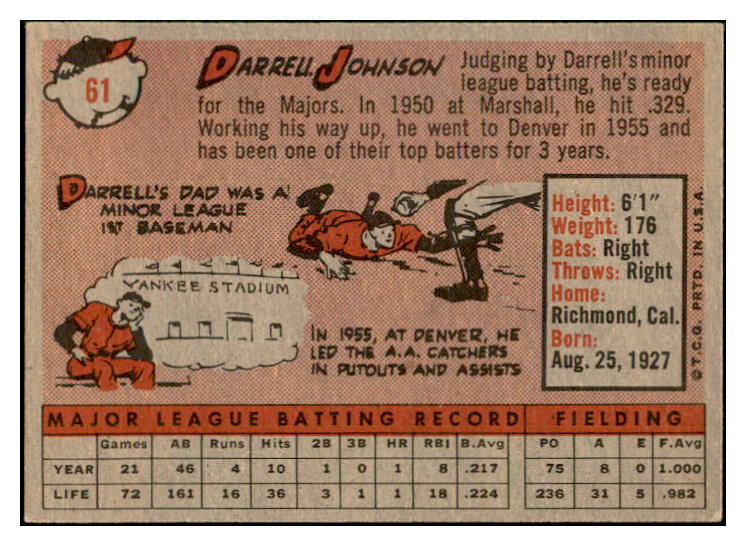 61
DARRELL JOHNSON
Judging by Darrell's minor
league batting, he's ready
for the Majors. In 1950 at Marshall, he hit .329.
Working his way up, he went to Denver in 1955 and
has been one of their top batters for 3 years.
DARRELL'S DAD WAS A
MINOR LEAGUE
1ST BASEMAN
YANKEE STADIUM
IN 1955, AT DENVER, HE
LED THE A.A. CATCHERS
IN PUTOUTS AND ASSISTS
Height: 6'1"
Weight: 176
Bats: Right
Throws: Right
Home:
Richmond, Cal.
Born:
Aug. 25, 1927
© T.C.G. PRTD. IN U.S.A.
MAJOR LEAGUE BATTING RECORD FIELDING
Games AB Runs Hits 2B 3B HR RBI B.Avg PO A E F.Avg
YEAR 21 46 4 10 1 0 1 8 .217 75 8 0 1.000
LIFE 72 161 16 36 3 1 1 18 .224 236 31 5 .982